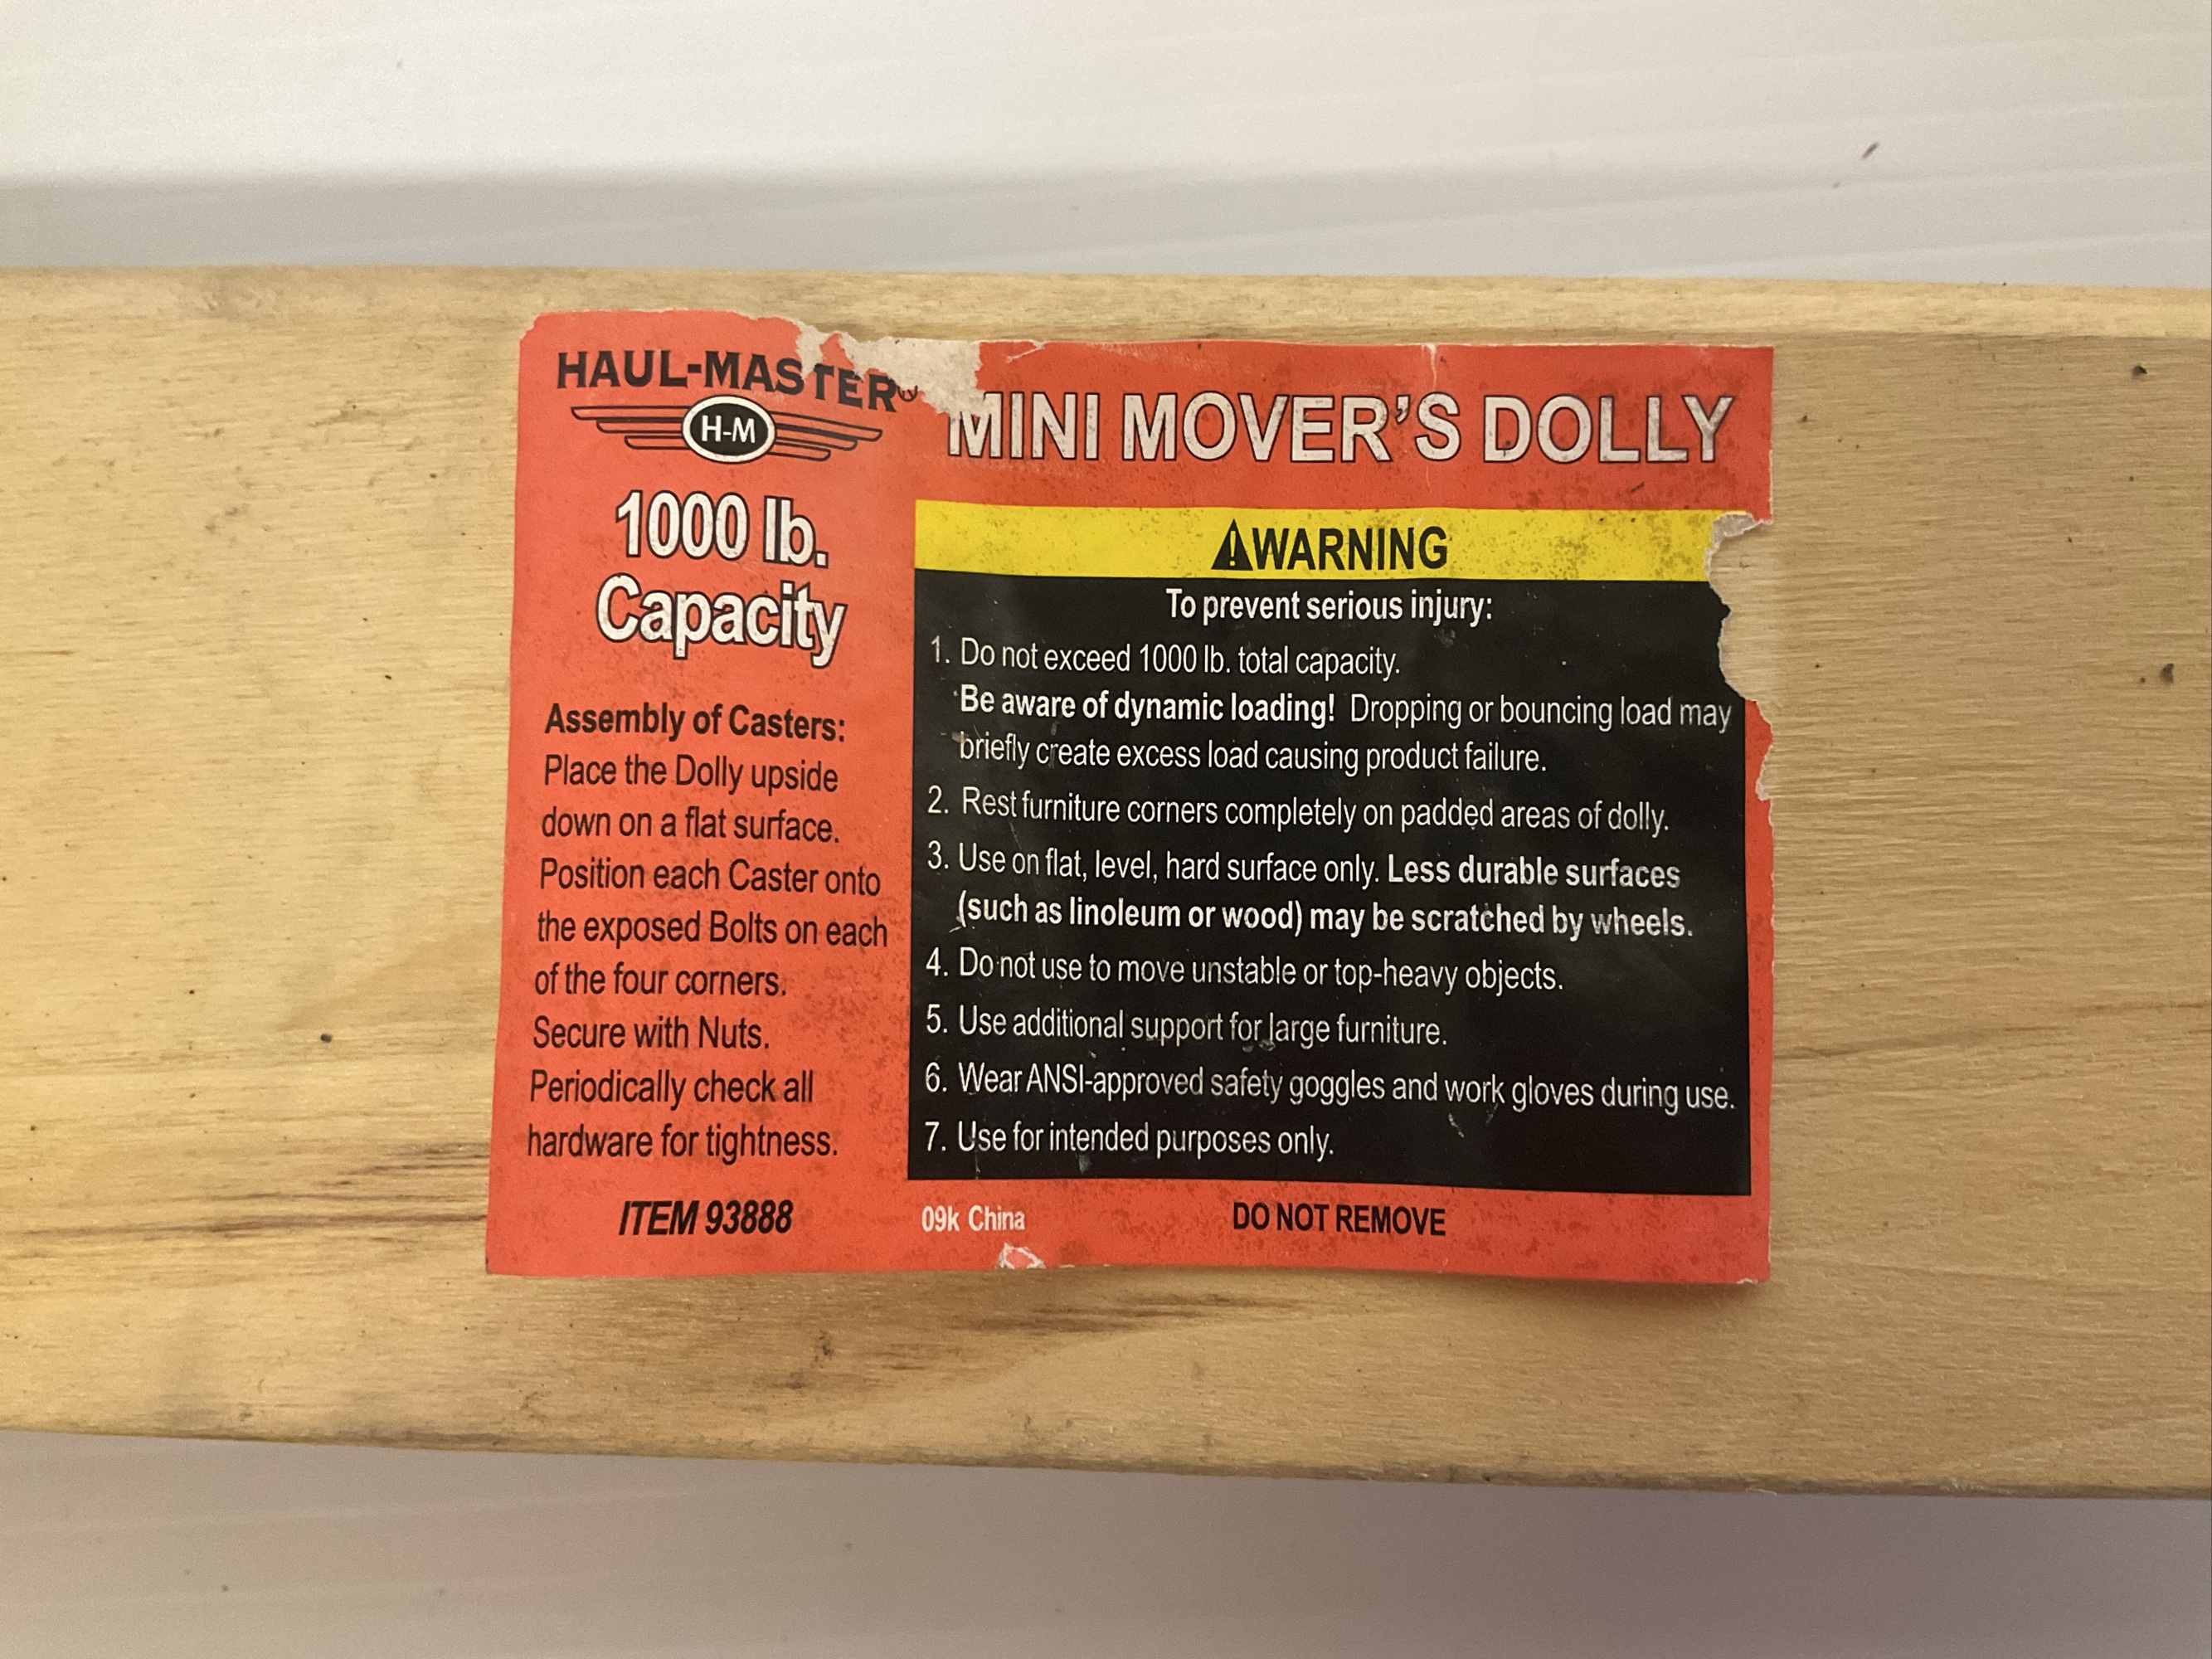 HAUL-MASTER®
H-M
1000 lb.
Capacity
Assembly of Casters:
Place the Dolly upside
down on a flat surface.
Position each Caster onto
the exposed Bolts on each
of the four corners.
Secure with Nuts.
Periodically check all
hardware for tightness.
ITEM 93888
MINI MOVER'S DOLLY
⚠WARNING
To prevent serious injury:
1. Do not exceed 1000 lb. total capacity.
Be aware of dynamic loading! Dropping or bouncing load may
briefly create excess load causing product failure.
2. Rest furniture corners completely on padded areas of dolly.
3. Use on flat, level, hard surface only. Less durable surfaces
(such as linoleum or wood) may be scratched by wheels.
4. Do not use to move unstable or top-heavy objects.
5. Use additional support for large furniture.
6. Wear ANSI-approved safety goggles and work gloves during use.
7. Use for intended purposes only.
09k China
DO NOT REMOVE